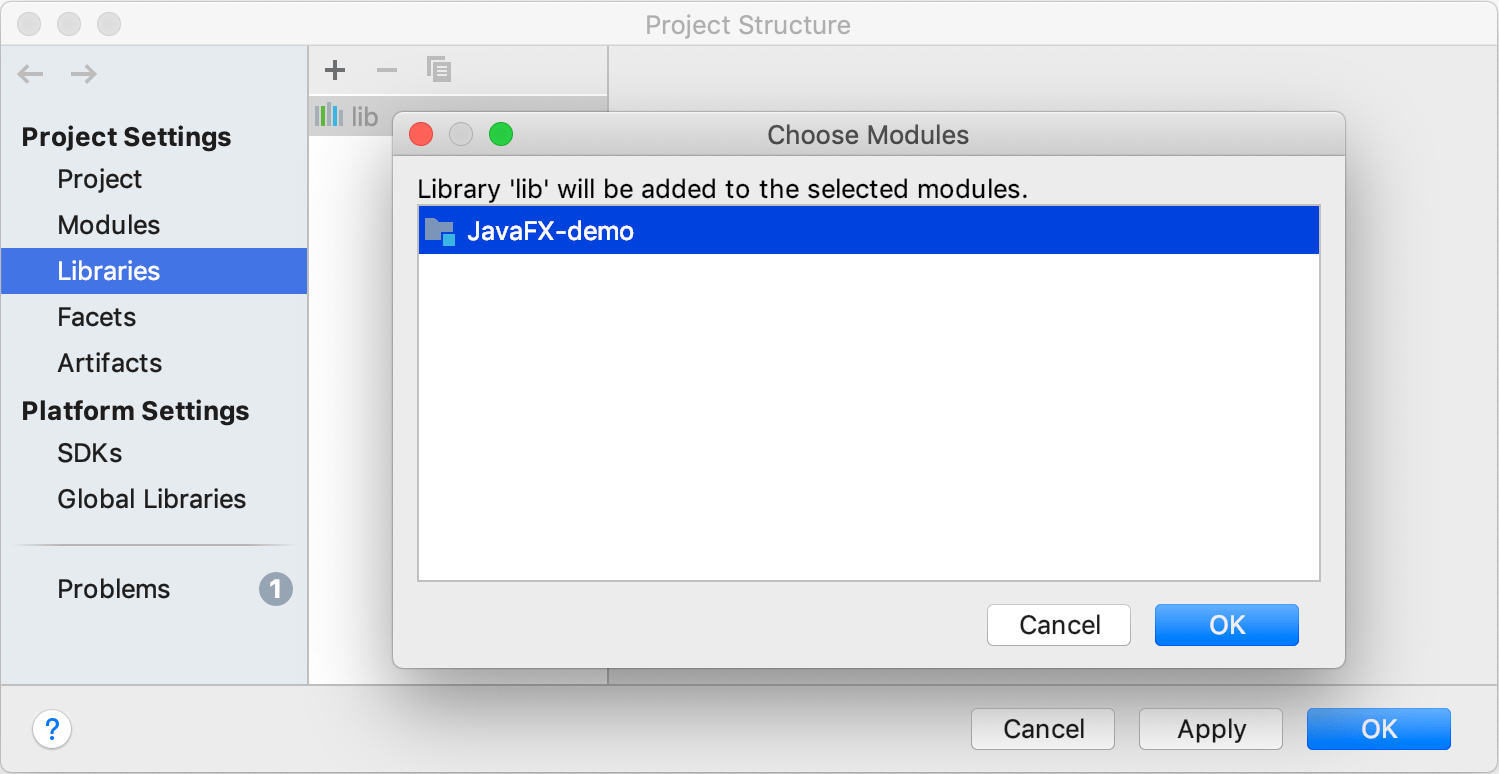 Project Structure
Project Settings
Project
Modules
Libraries
Facets
Artifacts
Platform Settings
SDKs
Global Libraries
Problems 1
lib
Choose Modules
Library 'lib' will be added to the selected modules.
JavaFX-demo
Cancel OK
? Cancel Apply OK